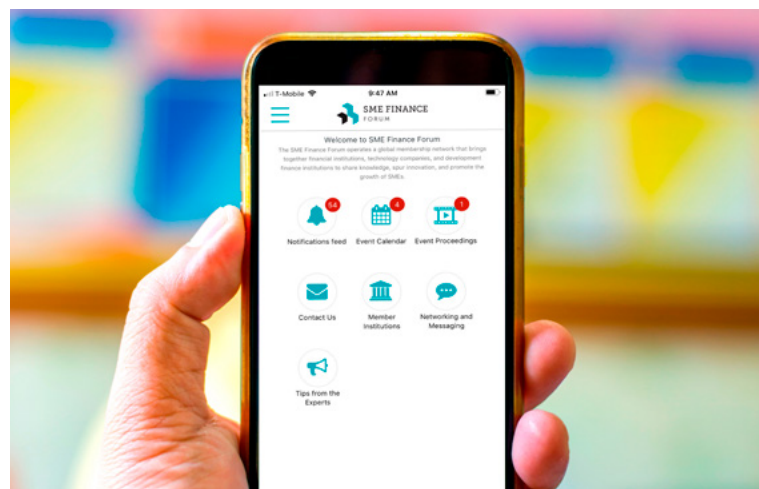 T-Mobile 9:47 AM
SME FINANCE
FORUM
Welcome to SME Finance Forum
The SME Finance Forum operates a global membership network that brings
together financial institutions, technology companies, and development
finance institutions to share knowledge, spur innovation, and promote the
growth of SMEs.
54 4 1
Notifications feed Event Calendar Event Proceedings
Contact Us Member Networking and
Institutions Messaging
Tips from the
Experts